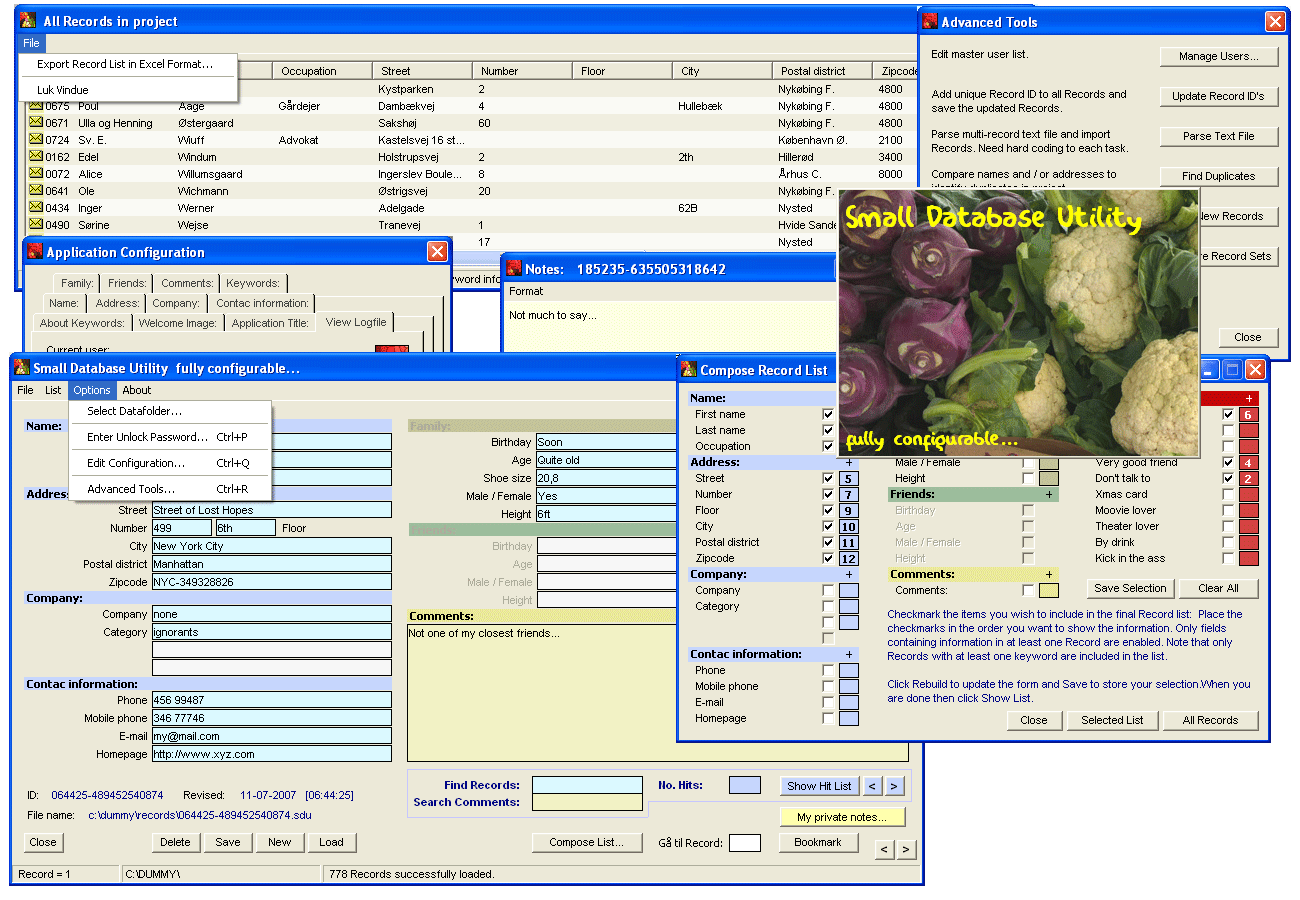 All Records in project
File
Export Record List in Excel Format...
Luk Vindue
Occupation Street Number Floor City Postal district Zipcode
Kystparken 2 Nykøbing F. 4800
0675 Poul Aage Gårdejer Dambækvej 4 Hullebæk Nykøbing F. 4800
0671 Ulla og Henning Østergaard Sakshøj 60 Nykøbing F. 4800
0724 Sv. E. Wiuff Advokat Kastelsvej 16 st... København Ø. 2100
0162 Edel Windum Holstrupsvej 2 2th Hillerød 3400
0072 Alice Willumsgaard Ingerslev Boule... 8 Århus C. 8000
0641 Ole Wichmann Østrigsvej 20 Nykøbing F.
0434 Inger Werner Adelgade 62B Nysted
0490 Sørine Wejse Tranevej 1 Hvide Sande
17 Nysted
Advanced Tools
Edit master user list.
Manage Users...
Add unique Record ID to all Records and
save the updated Records.
Update Record ID's
Parse multi-record text file and import
Records. Need hard coding to each task.
Parse Text File
Compare names and / or addresses to
identify duplicates in project.
Find Duplicates
New Records
Record Sets
Close
Small Database Utility
fully configurable...
Application Configuration
Family: Friends: Comments: Keywords:
Name: Address: Company: Contac information:
About Keywords: Welcome Image: Application Title: View Logfile
Current user:
Notes: 185235-635505318642
Format
Not much to say...
Small Database Utility fully configurable...
File List Options About
Select Datafolder...
Enter Unlock Password... Ctrl+P
Edit Configuration... Ctrl+Q
Advanced Tools... Ctrl+R
Name:
Address:
Street Street of Lost Hopes
Number 499 6th Floor
City New York City
Postal district Manhattan
Zipcode NYC-349328826
Company:
Company none
Category ignorants
Contac information:
Phone 456 99487
Mobile phone 346 77746
E-mail my@mail.com
Homepage http://www.xyz.com
Family:
Birthday Soon
Age Quite old
Shoe size 20,8
Male / Female Yes
Height 6ft
Birthday
Age
Male / Female
Height
Comments:
Not one of my closest friends...
ID: 064425-489452540874 Revised: 11-07-2007 [06:44:25]
File name: c:\dummy\records\064425-489452540874.sdu
Find Records: No. Hits: Show Hit List < >
Search Comments:
My private notes...
Close Delete Save New Load Compose List... Gå til Record: Bookmark < >
Record = 1 C:\DUMMY\ 778 Records successfully loaded.
Compose Record List
Name:
First name
Last name
Occupation
Address: +
Street 5
Number 7
Floor 9
City 10
Postal district 11
Zipcode 12
Company: +
Company
Category
Contac information: +
Phone
Mobile phone
E-mail
Homepage
Male / Female
Height
Friends: +
Birthday
Age
Male / Female
Height
Comments: +
Comments:
+
6
Very good friend 4
Don't talk to 2
Xmas card
Moovie lover
Theater lover
By drink
Kick in the ass
Save Selection Clear All
Checkmark the items you wish to include in the final Record list: Place the
checkmarks in the order you want to show the information. Only fields
containing information in at least one Record are enabled. Note that only
Records with at least one keyword are included in the list.
Click Rebuild to update the form and Save to store your selection.When you
are done then click Show List.
Close Selected List All Records